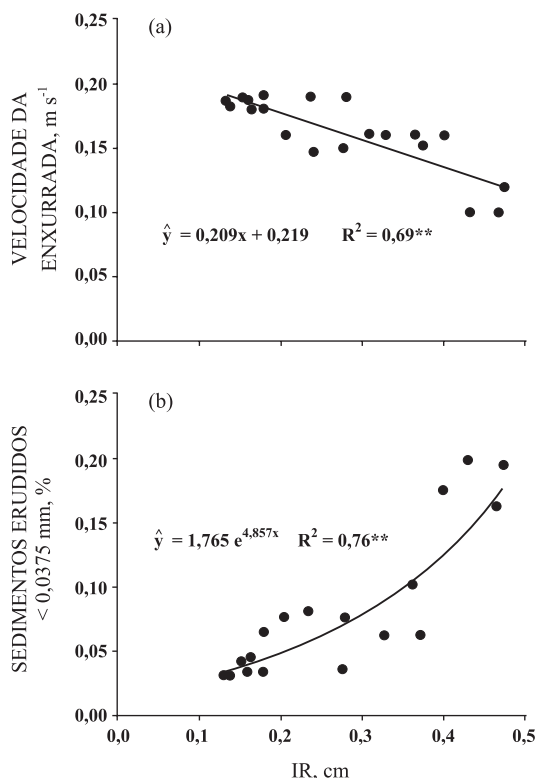 0,25
(a)
0,20
0,15
0,10
0,05
0,00
VELOCIDADE DA
ENXURRADA, m s⁻¹
ŷ = 0,209x + 0,219 R² = 0,69**
0,25
(b)
0,20
0,15
0,10
0,05
0,00
SEDIMENTOS ERUDIDOS
< 0,0375 mm, %
ŷ = 1,765 e⁴,⁸⁵⁷ˣ R² = 0,76**
0,0 0,1 0,2 0,3 0,4 0,5
IR, cm